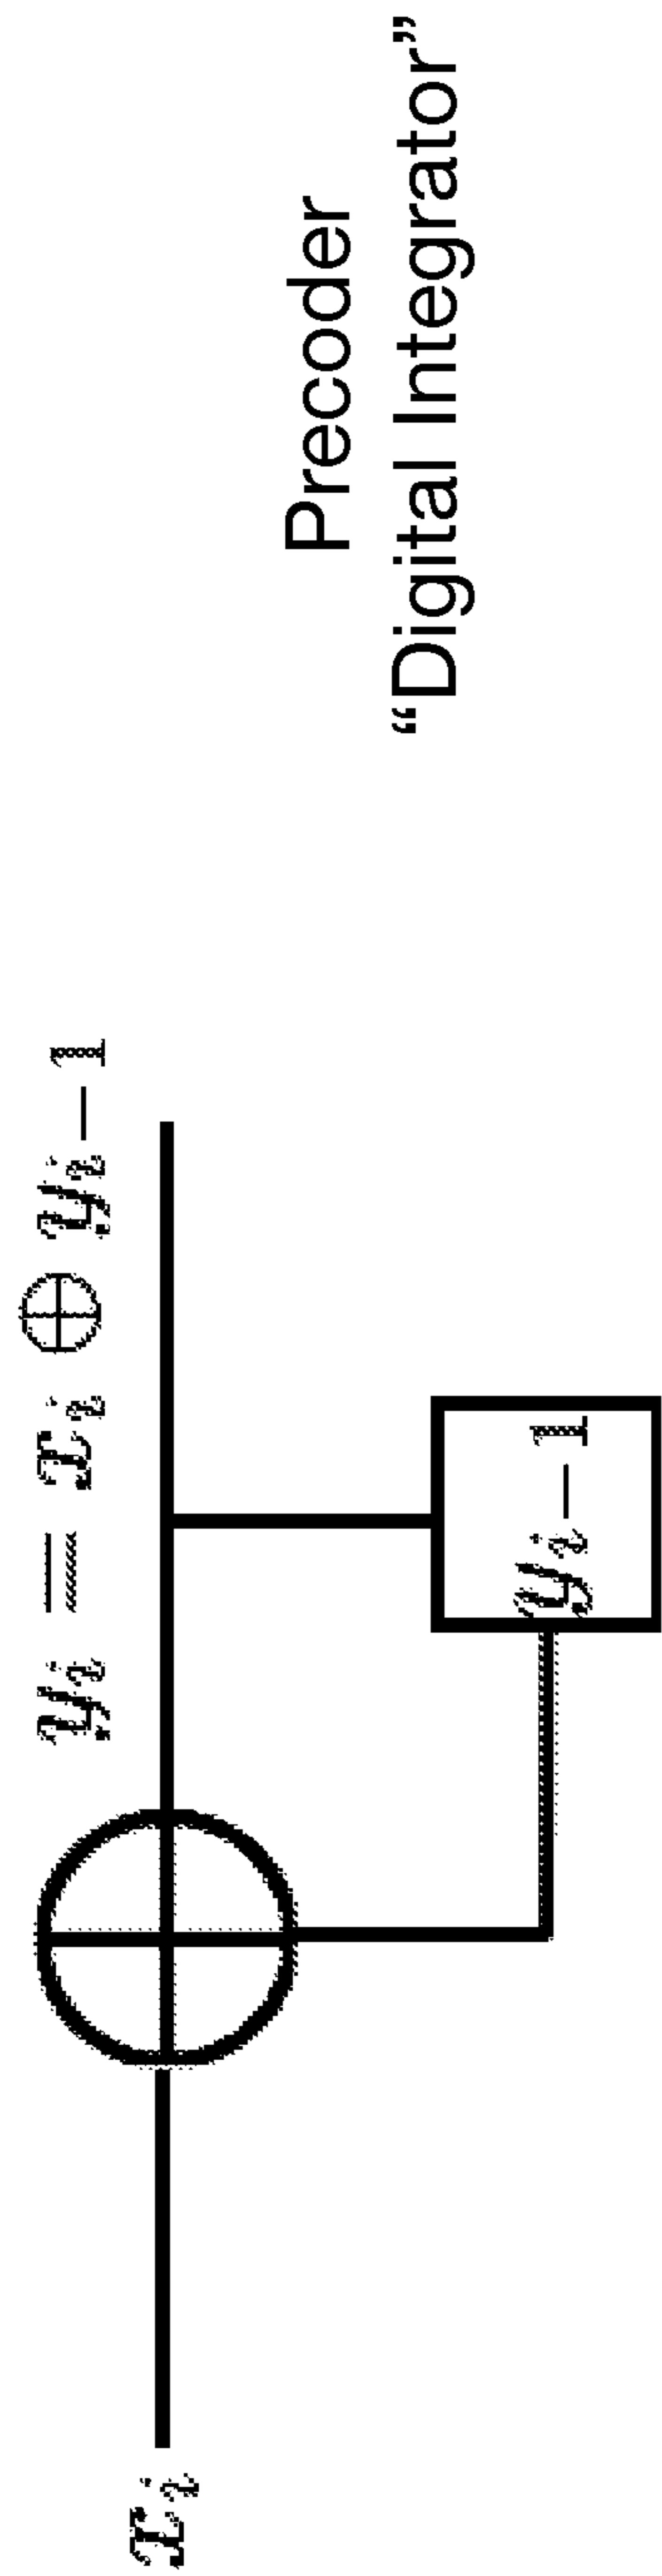 x_i
y_i = x_i ⊕ y_{i-1}
y_{i-1}
Precoder
“Digital Integrator”